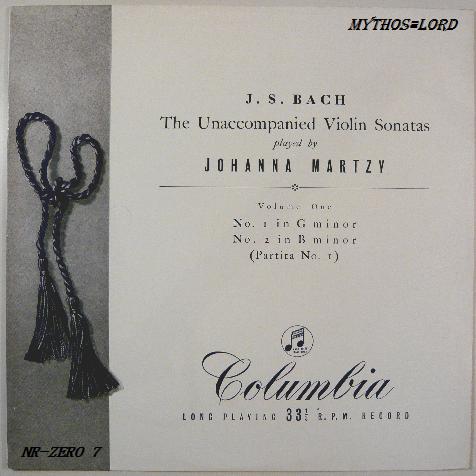 MYTHOS=LORD
J. S. BACH
The Unaccompanied Violin Sonatas
played by
JOHANNA MARTZY
Volume One
No. 1 in G minor
No. 2 in B minor
(Partita No. 1)
Columbia
LONG PLAYING 33⅓ R.P.M. RECORD
NR-ZERO 7